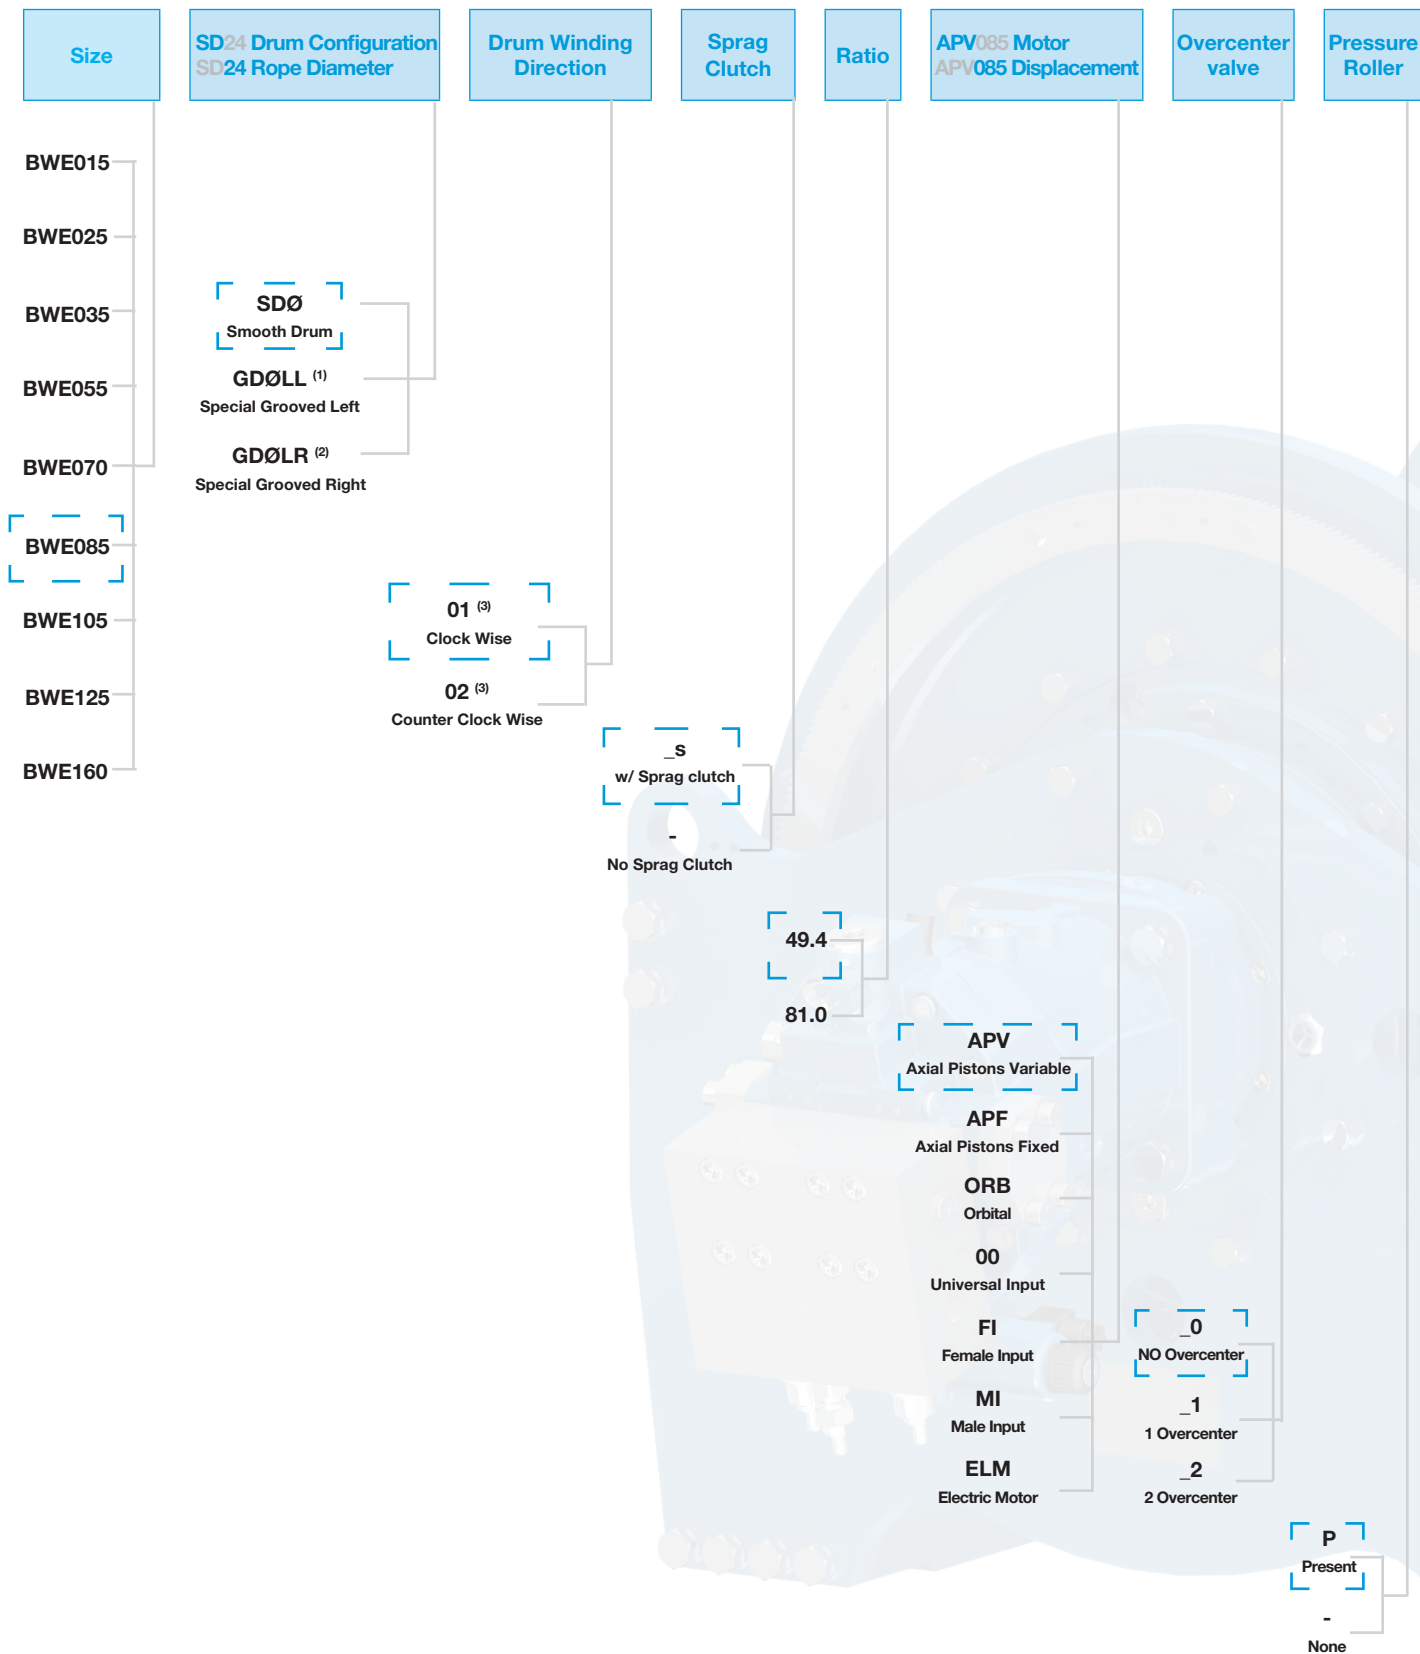 Size
SD24 Drum Configuration
SD24 Rope Diameter
Drum Winding
Direction
Sprag
Clutch
Ratio
APV085 Motor
APV085 Displacement
Overcenter
valve
Pressure
Roller
BWE015
BWE025
BWE035
BWE055
BWE070
BWE085
BWE105
BWE125
BWE160
SDØ
Smooth Drum
GDØLL (1)
Special Grooved Left
GDØLR (2)
Special Grooved Right
01 (3)
Clock Wise
02 (3)
Counter Clock Wise
_s
w/ Sprag clutch
-
No Sprag Clutch
49.4
81.0
APV
Axial Pistons Variable
APF
Axial Pistons Fixed
ORB
Orbital
00
Universal Input
FI
Female Input
MI
Male Input
ELM
Electric Motor
_0
NO Overcenter
_1
1 Overcenter
_2
2 Overcenter
P
Present
-
None